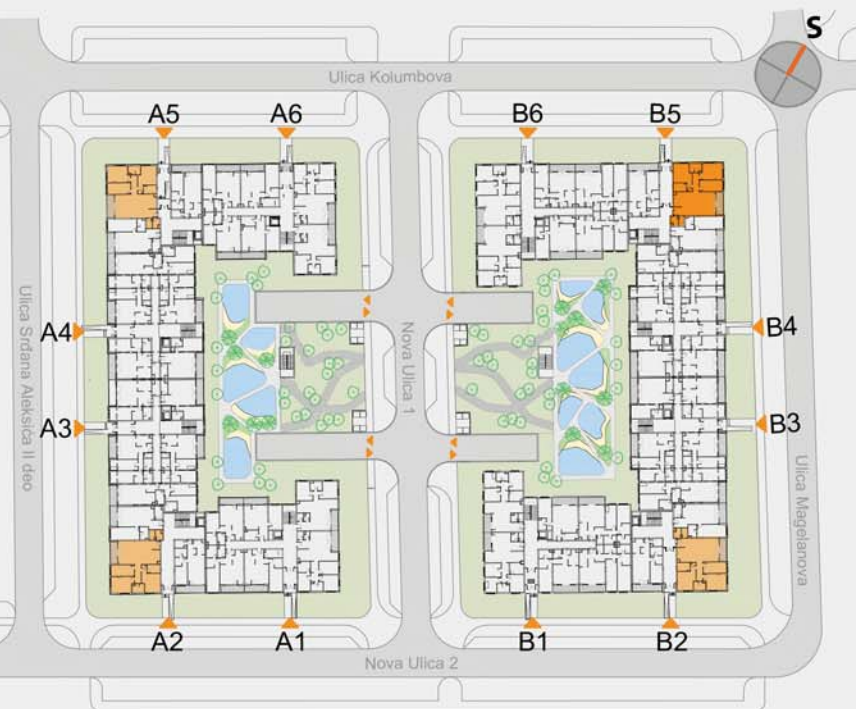 S
Ulica Kolumbova
A5
A6
B6
B5
Ulica Srđana Aleksića II deo
A4
A3
Nova Ulica 1
B4
B3
Ulica Magelanova
A2
A1
B1
B2
Nova Ulica 2